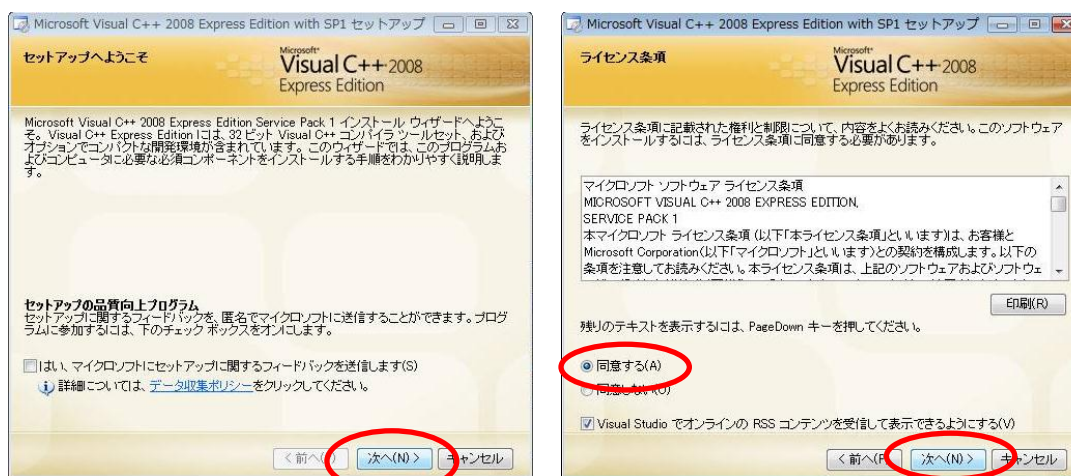 Microsoft Visual C++ 2008 Express Edition with SP1 セットアップ
セットアップへようこそ
Microsoft
Visual C++ 2008
Express Edition
Microsoft Visual C++ 2008 Express Edition Service Pack 1 インストール ウィザードへようこ
そ。Visual C++ Express Edition には、32 ビット Visual C++ コンパイラ ツールセット、および
オプションでコンパクトな開発環境が含まれています。このウィザードでは、このプログラムお
よびコンピュータに必要な必須コンポーネントをインストールする手順をわかりやすく説明しま
す。
セットアップの品質向上プログラム
セットアップに関するフィードバックを、匿名でマイクロソフトに送信することができます。プログ
ラムに参加するには、下のチェック ボックスをオンにします。
はい、マイクロソフトにセットアップに関するフィードバックを送信します(S)
詳細については、データ収集ポリシーをクリックしてください。
< 前へ( 次へ(N) > キャンセル
Microsoft Visual C++ 2008 Express Edition with SP1 セットアップ
ライセンス条項
Microsoft
Visual C++ 2008
Express Edition
ライセンス条項に記載された権利と制限について、内容をよくお読みください。このソフトウェア
をインストールするには、ライセンス条項に同意する必要があります。
マイクロソフト ソフトウェア ライセンス条項
MICROSOFT VISUAL C++ 2008 EXPRESS EDITION,
SERVICE PACK 1
本マイクロソフト ライセンス条項 (以下「本ライセンス条項」といいます)は、お客様と
Microsoft Corporation(以下「マイクロソフト」といいます)との契約を構成します。以下の
条項を注意してお読みください。本ライセンス条項は、上記のソフトウェアおよびソフトウェ
印刷(R)
残りのテキストを表示するには、PageDown キーを押してください。
同意する(A)
同意しない(O)
Visual Studio でオンラインの RSS コンテンツを受信して表示できるようにする(V)
< 前へ(P 次へ(N) > キャンセル